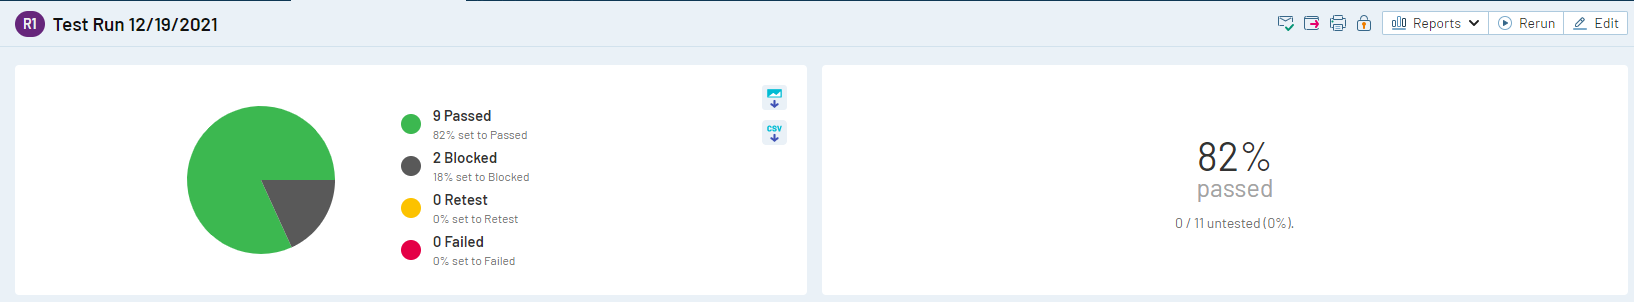 R1 Test Run 12/19/2021
Reports Rerun Edit
9 Passed
82% set to Passed
2 Blocked
18% set to Blocked
0 Retest
0% set to Retest
0 Failed
0% set to Failed
CSV
82%
passed
0 / 11 untested (0%).